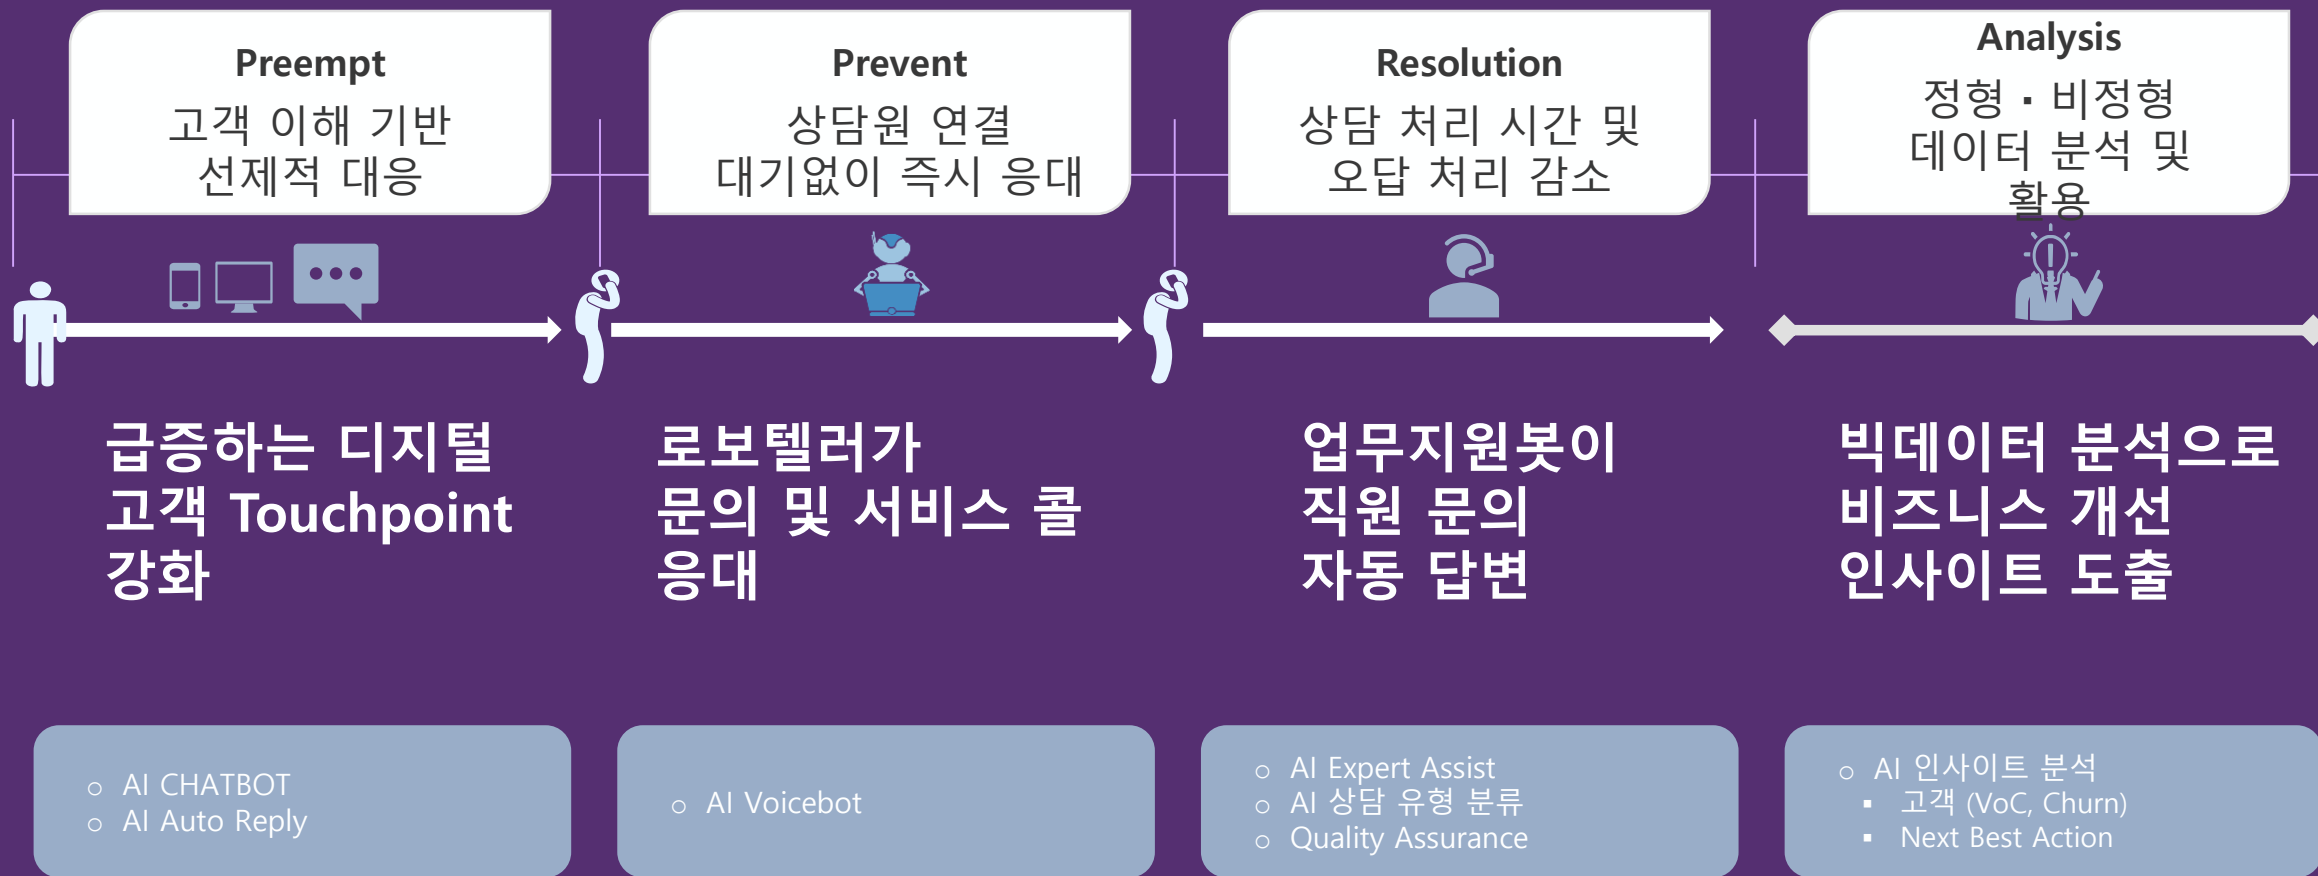 Preempt
고객 이해 기반
선제적 대응
Prevent
상담원 연결
대기없이 즉시 응대
Resolution
상담 처리 시간 및
오답 처리 감소
Analysis
정형 ▪ 비정형
데이터 분석 및
활용
급증하는 디지털
고객 Touchpoint
강화
로보텔러가
문의 및 서비스 콜
응대
업무지원봇이
직원 문의
자동 답변
빅데이터 분석으로
비즈니스 개선
인사이트 도출
o AI CHATBOT
o AI Auto Reply
o AI Voicebot
o AI Expert Assist
o AI 상담 유형 분류
o Quality Assurance
o AI 인사이트 분석
▪ 고객 (VoC, Churn)
▪ Next Best Action